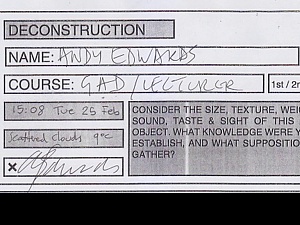 DECONSTRUCTION
NAME: ANDY EDWARDS
COURSE: GAD/LECTURER
1st / 2n
15:08 Tue 25 Feb
Scattered Clouds 9°C
CONSIDER THE SIZE, TEXTURE, WEI
SOUND, TASTE & SIGHT OF THIS
OBJECT. WHAT KNOWLEDGE WERE Y
ESTABLISH, AND WHAT SUPPOSITIO
GATHER?
x